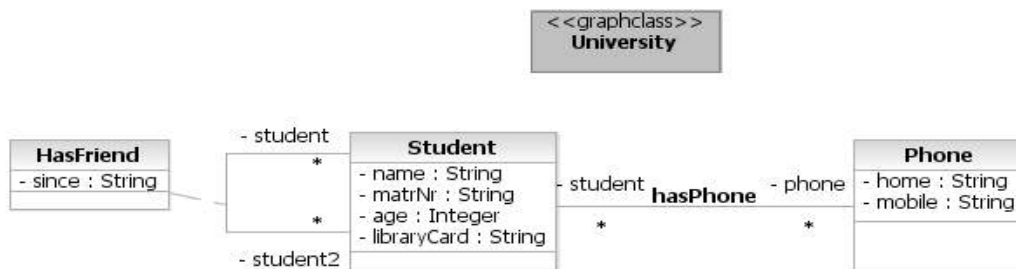 <<graphclass>>
University
HasFriend
- since : String
- student
*
*
- student2
Student
- name : String
- matrNr : String
- age : Integer
- libraryCard : String
- student
*
hasPhone
- phone
*
Phone
- home : String
- mobile : String